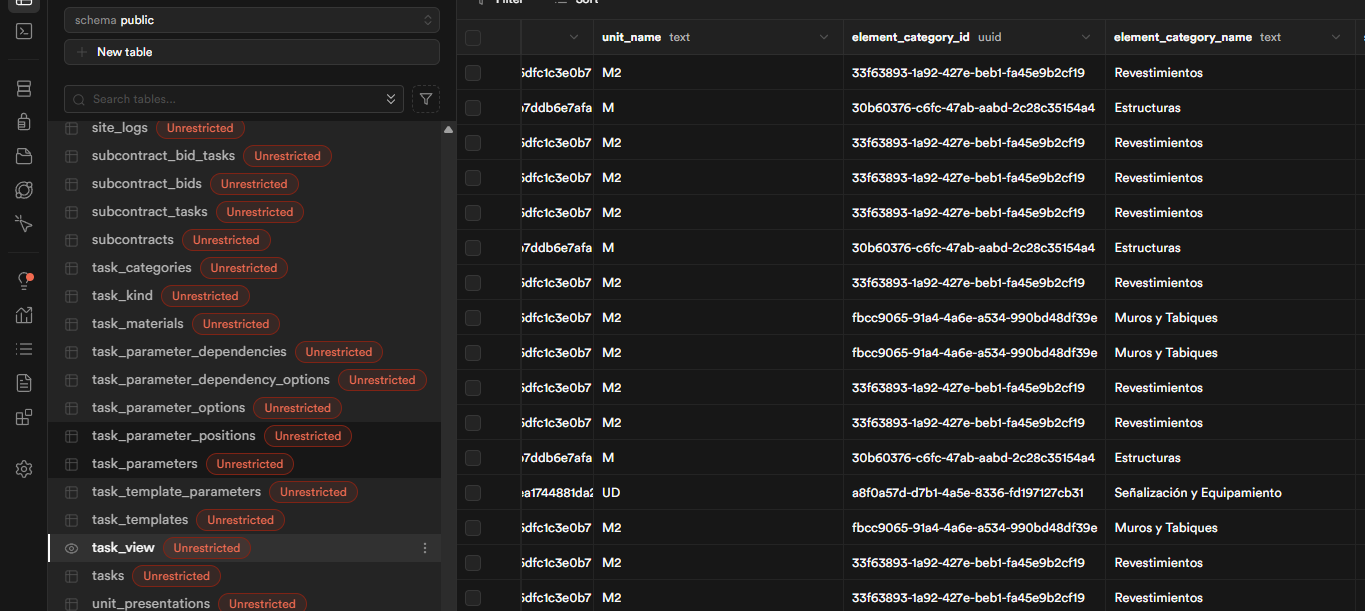 schema public
New table
Search tables...
site_logs Unrestricted
subcontract_bid_tasks Unrestricted
subcontract_bids Unrestricted
subcontract_tasks Unrestricted
subcontracts Unrestricted
task_categories Unrestricted
task_kind Unrestricted
task_materials Unrestricted
task_parameter_dependencies Unrestricted
task_parameter_dependency_options Unrestricted
task_parameter_options Unrestricted
task_parameter_positions Unrestricted
task_parameters Unrestricted
task_template_parameters Unrestricted
task_templates Unrestricted
task_view Unrestricted
tasks Unrestricted
unit_presentations Unrestricted
Filter Sort
unit_name text element_category_id uuid element_category_name text
5dfc1c3e0b7 M2 33f63893-1a92-427e-beb1-fa45e9b2cf19 Revestimientos
b7ddb6e7afa M 30b60376-c6fc-47ab-aabd-2c28c35154a4 Estructuras
5dfc1c3e0b7 M2 33f63893-1a92-427e-beb1-fa45e9b2cf19 Revestimientos
5dfc1c3e0b7 M2 33f63893-1a92-427e-beb1-fa45e9b2cf19 Revestimientos
5dfc1c3e0b7 M2 33f63893-1a92-427e-beb1-fa45e9b2cf19 Revestimientos
b7ddb6e7afa M 30b60376-c6fc-47ab-aabd-2c28c35154a4 Estructuras
5dfc1c3e0b7 M2 33f63893-1a92-427e-beb1-fa45e9b2cf19 Revestimientos
5dfc1c3e0b7 M2 fbcc9065-91a4-4a6e-a534-990bd48df39e Muros y Tabiques
5dfc1c3e0b7 M2 fbcc9065-91a4-4a6e-a534-990bd48df39e Muros y Tabiques
5dfc1c3e0b7 M2 33f63893-1a92-427e-beb1-fa45e9b2cf19 Revestimientos
5dfc1c3e0b7 M2 33f63893-1a92-427e-beb1-fa45e9b2cf19 Revestimientos
b7ddb6e7afa M 30b60376-c6fc-47ab-aabd-2c28c35154a4 Estructuras
ea1744881da2 UD a8f0a57d-d7b1-4a5e-8336-fd197127cb31 Señalización y Equipamiento
5dfc1c3e0b7 M2 fbcc9065-91a4-4a6e-a534-990bd48df39e Muros y Tabiques
5dfc1c3e0b7 M2 33f63893-1a92-427e-beb1-fa45e9b2cf19 Revestimientos
5dfc1c3e0b7 M2 33f63893-1a92-427e-beb1-fa45e9b2cf19 Revestimientos